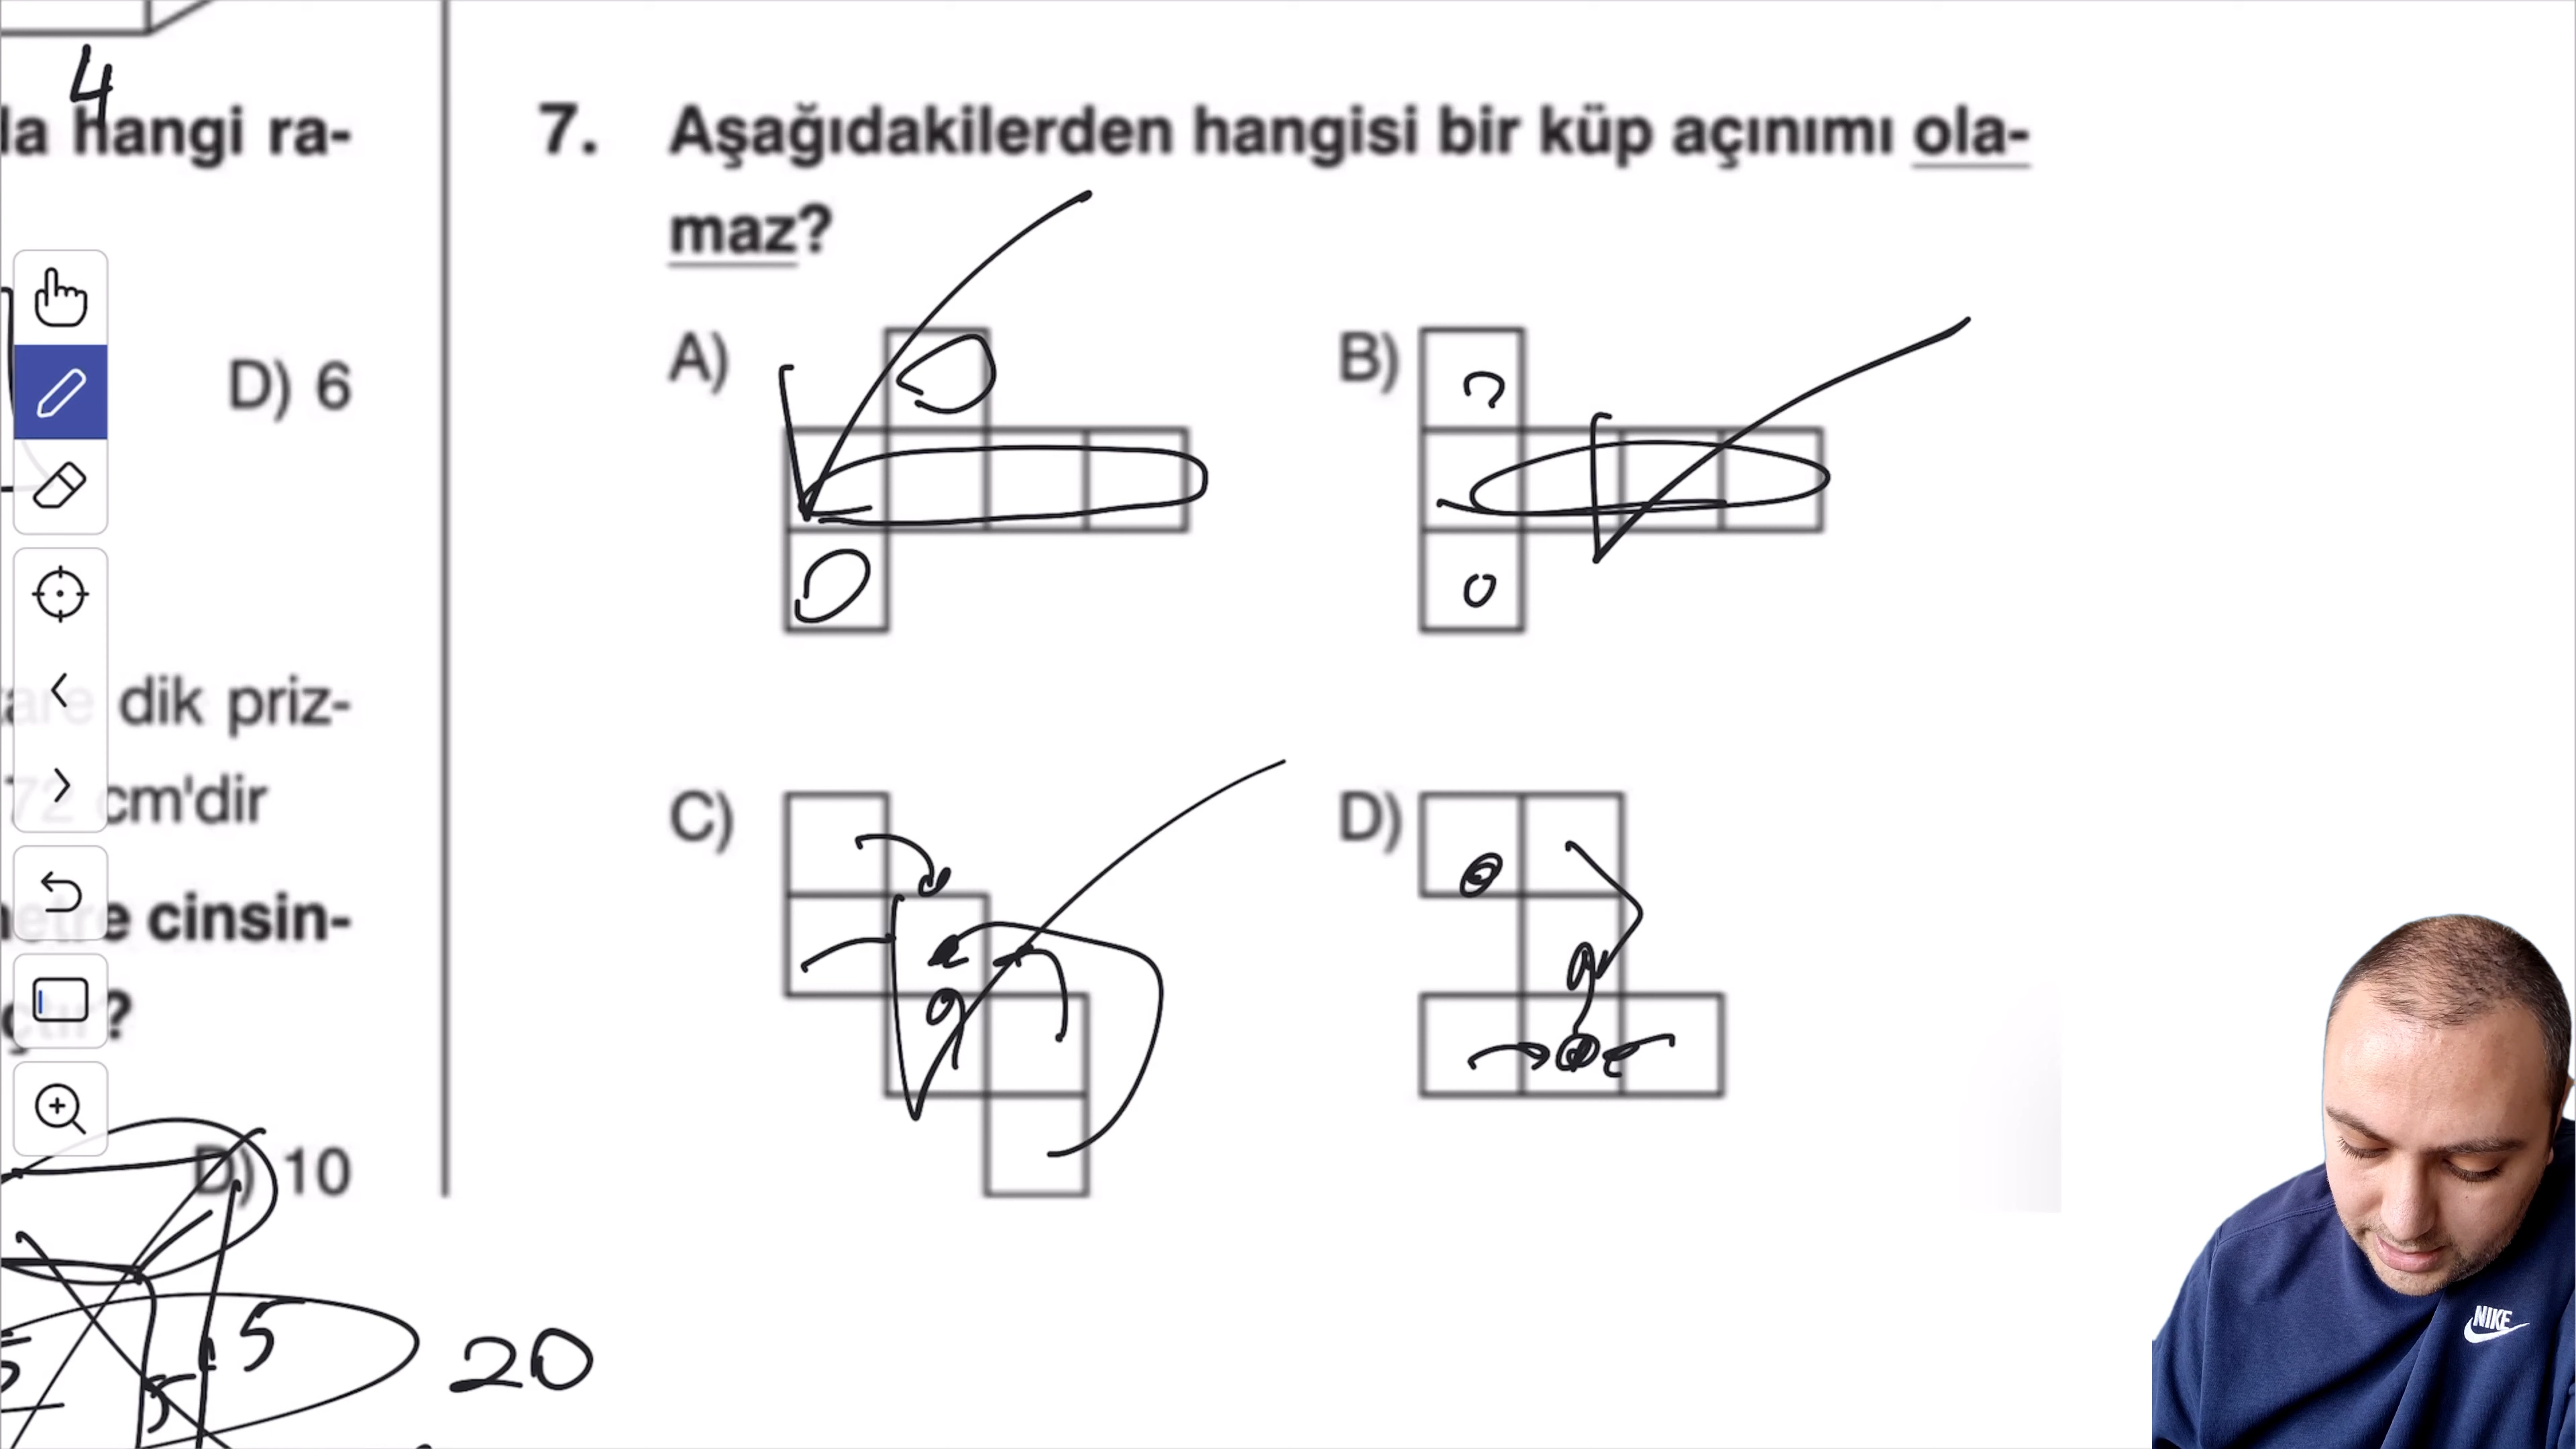 4
la hangi ra-
D) 6
dik priz-
72 cm'dir
cinsin-
?
D) 10
5
5
20
7. Aşağıdakilerden hangisi bir küp açınımı ola-
maz?
A)
B)
C)
D)
NIKE